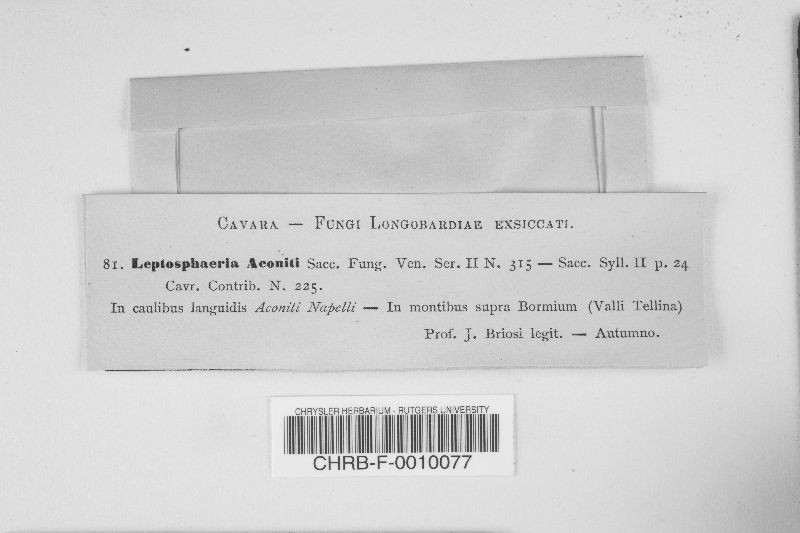 Cavara — Fungi Longobardiae exsiccati.
81. Leptosphaeria Aconiti Sacc. Fung. Ven. Ser. II N. 315 — Sacc. Syll. II p. 24
Cavr. Contrib. N. 225.
In caulibus languidis Aconiti Napelli — In montibus supra Bormium (Valli Tellina)
Prof. J. Briosi legit. — Autumno.
CHRYSLER HERBARIUM - RUTGERS UNIVERSITY
CHRB-F-0010077